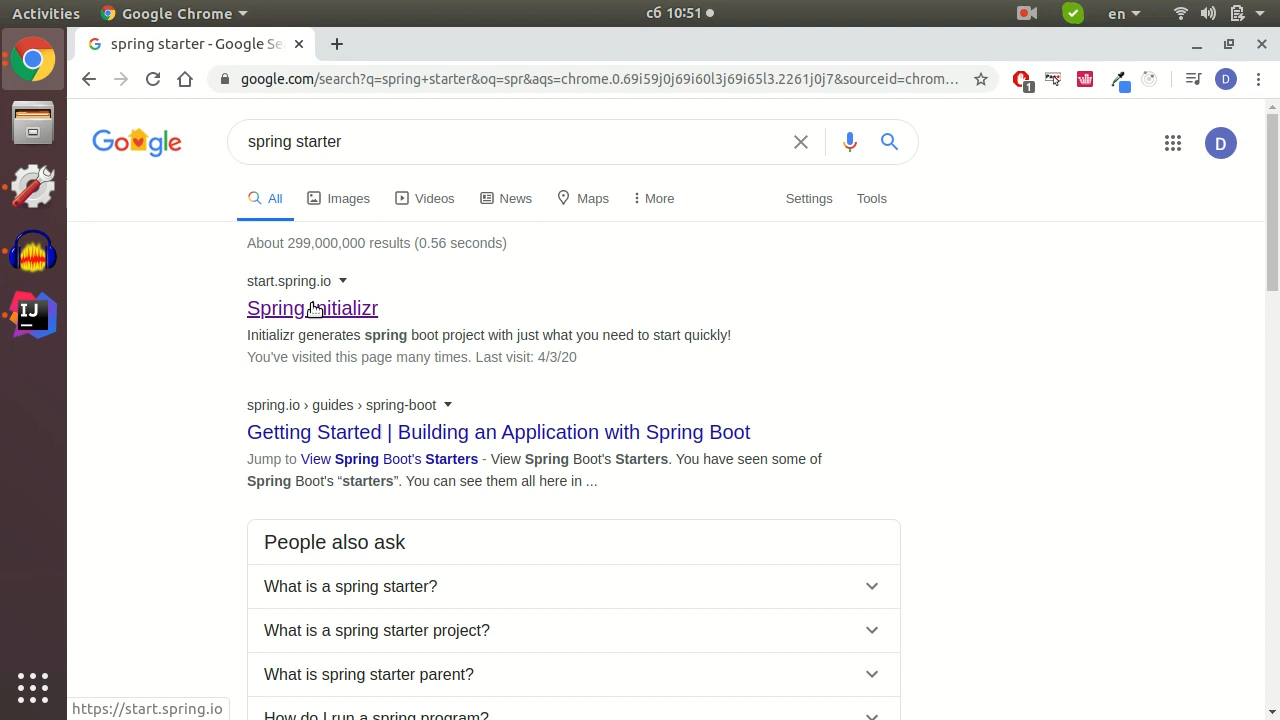 Activities
Google Chrome
сб 10:51
en
spring starter - Google Se
google.com/search?q=spring+starter&oq=spr&aqs=chrome.0.69i59j0j69i60l3j69i65l3.2261j0j7&sourceid=chrom...
1
D
Google
spring starter
D
All
Images
Videos
News
Maps
More
Settings
Tools
About 299,000,000 results (0.56 seconds)
start.spring.io
Spring Initializr
Initializr generates spring boot project with just what you need to start quickly!
You've visited this page many times. Last visit: 4/3/20
spring.io › guides › spring-boot
Getting Started | Building an Application with Spring Boot
Jump to View Spring Boot's Starters - View Spring Boot's Starters. You have seen some of
Spring Boot's “starters”. You can see them all here in ...
People also ask
What is a spring starter?
What is a spring starter project?
What is spring starter parent?
How do I run a spring program?
IJ
https://start.spring.io